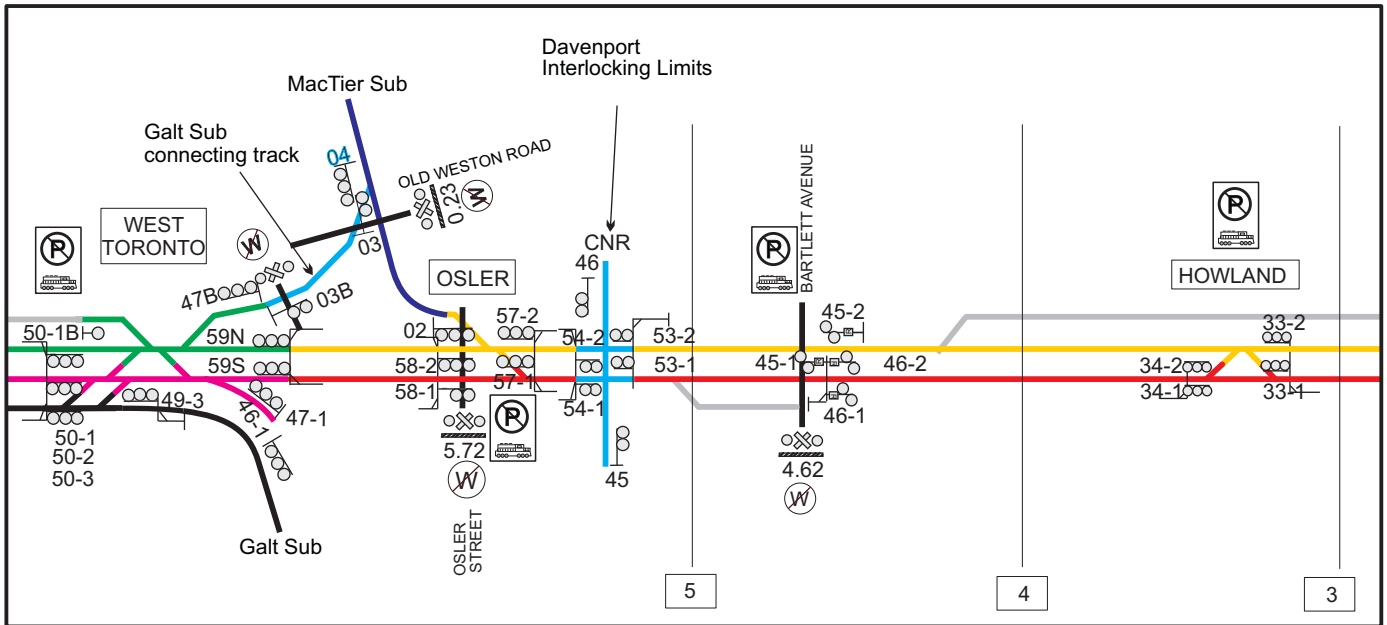 Davenport
Interlocking Limits
MacTier Sub
Galt Sub
connecting track
04
OLD WESTON ROAD
0.23
W
BARTLETT AVENUE
P
WEST
TORONTO
W
03
CNR
P
P
47B
03B
OSLER
46
HOWLAND
50-1B
59N
02
57-2
54-2
53-2
45-2
33-2
59S
58-2
53-1
45-1
46-2
34-2
58-1
57-1
54-1
46-1
34-1
33-1
49-3
46-1
47-1
P
50-1
50-2
50-3
5.72
W
45
4.62
W
OSLER
STREET
Galt Sub
5
4
3